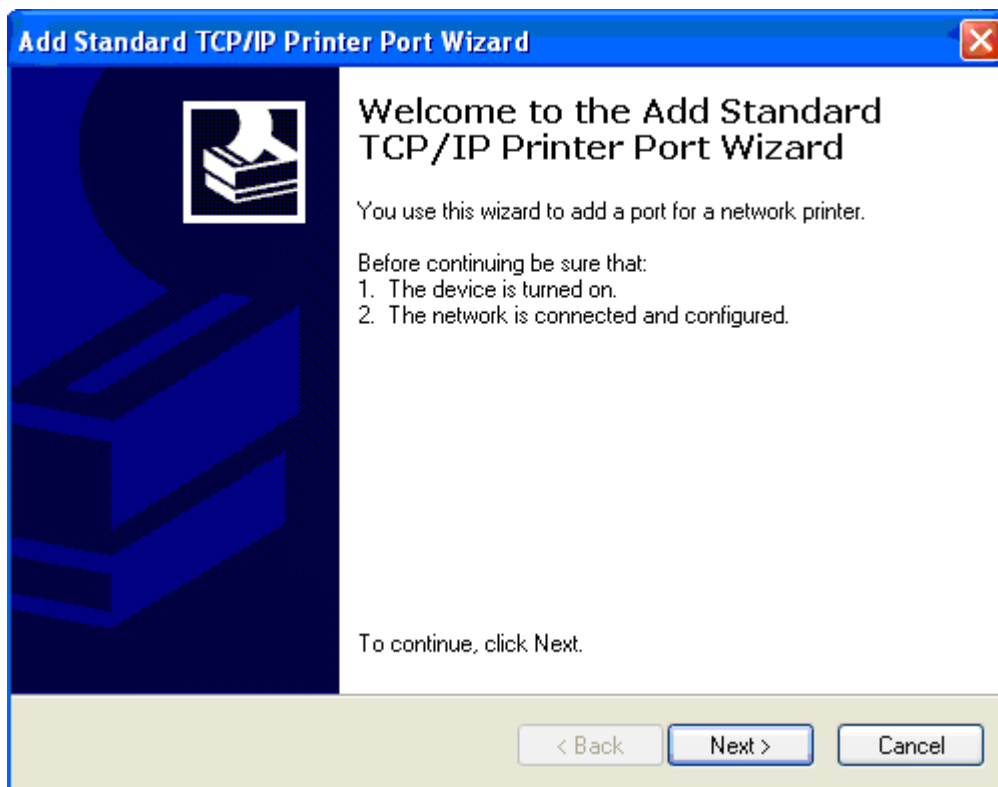 Add Standard TCP/IP Printer Port Wizard
Welcome to the Add Standard
TCP/IP Printer Port Wizard
You use this wizard to add a port for a network printer.
Before continuing be sure that:
1. The device is turned on.
2. The network is connected and configured.
To continue, click Next.
< Back
Next >
Cancel